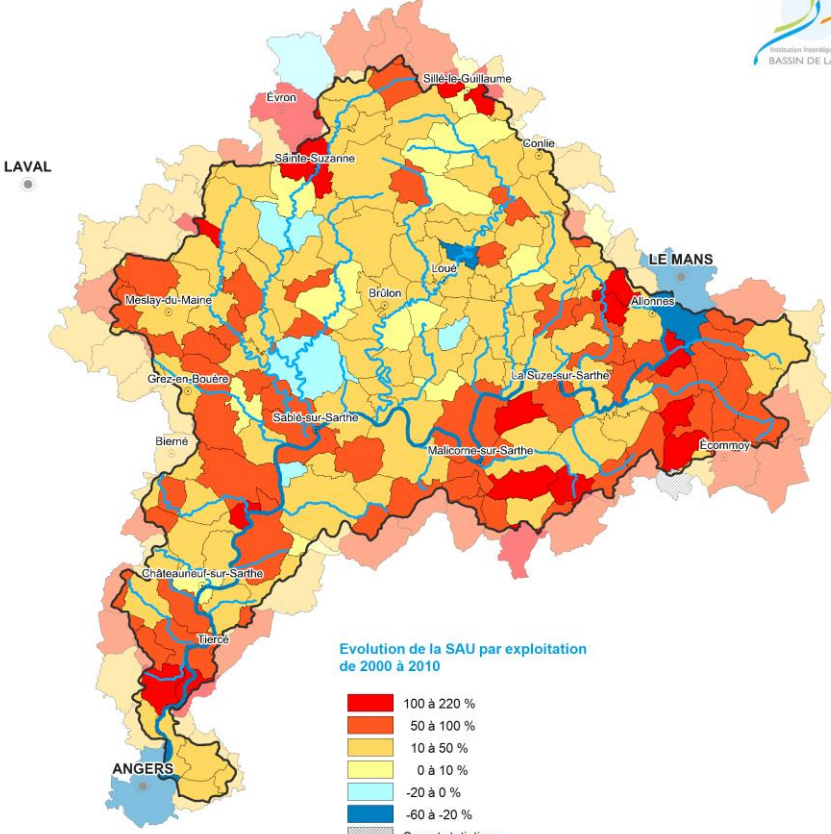 Institution Interdép
BASSIN DE LA
Sillé-le-Guillaume
Évron
Conlie
Sainte-Suzanne
LAVAL
LE MANS
Loué
Allonnes
Meslay-du-Maine
Brûlon
Grez-en-Bouère
La Suze-sur-Sarthe
Sablé-sur-Sarthe
Bierné
Malicorne-sur-Sarthe
Écommoy
Châteauneuf-sur-Sarthe
Tiercé
Evolution de la SAU par exploitation
de 2000 à 2010
100 à 220 %
50 à 100 %
10 à 50 %
0 à 10 %
-20 à 0 %
-60 à -20 %
ANGERS